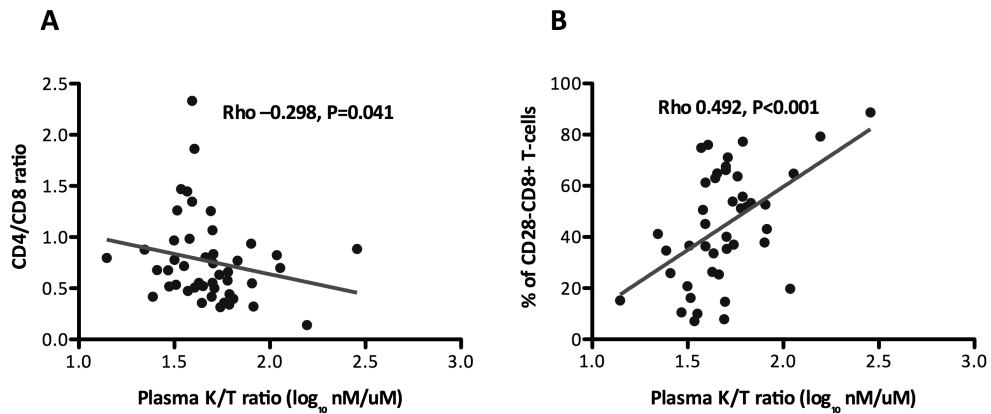 A
B
2.5
2.0
1.5
1.0
0.5
0.0
CD4/CD8 ratio
Rho –0.298, P=0.041
1.0
1.5
2.0
2.5
3.0
Plasma K/T ratio (log10 nM/uM)
100
80
60
40
20
0
% of CD28-CD8+ T-cells
Rho 0.492, P<0.001
1.0
1.5
2.0
2.5
3.0
Plasma K/T ratio (log10 nM/uM)